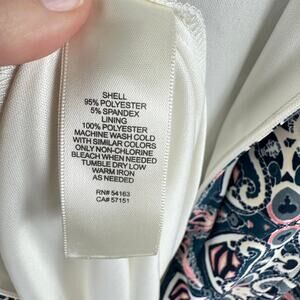 SHELL
95% POLYESTER
5% SPANDEX
LINING
100% POLYESTER
MACHINE WASH COLD
WITH SIMILAR COLORS
ONLY NON-CHLORINE
BLEACH WHEN NEEDED
TUMBLE DRY LOW
WARM IRON
AS NEEDED
RN# 54163
CA# 57151